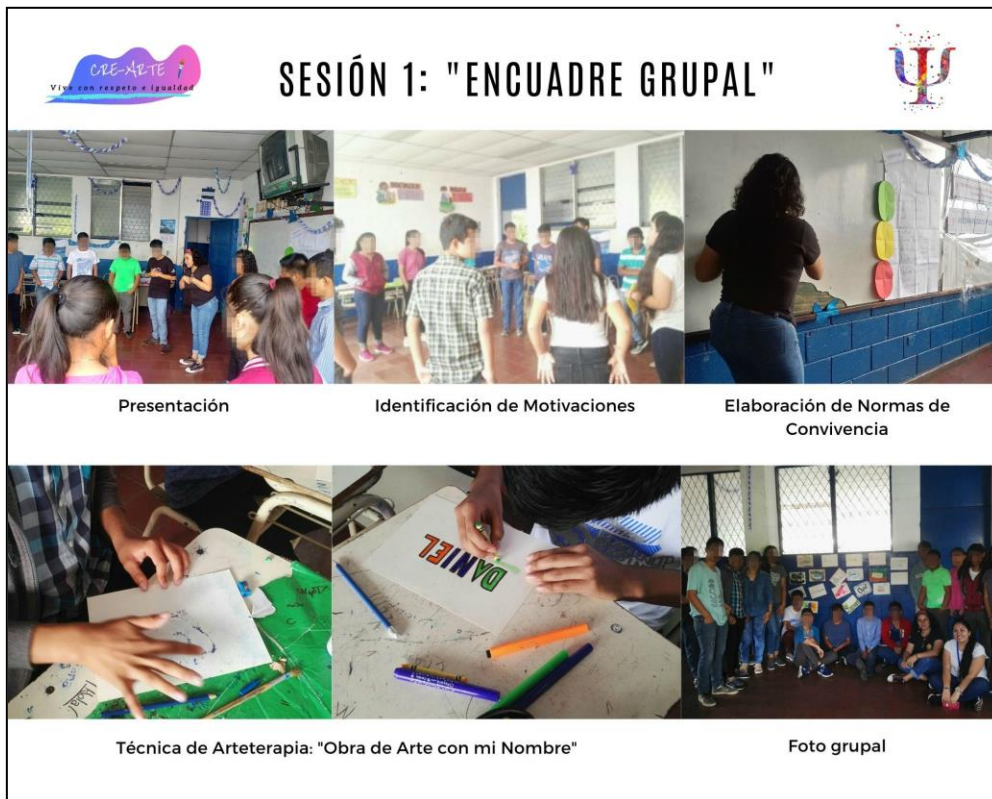 CRE-ARTE
Vive con respeto e igualdad
SESIÓN 1: "ENCUADRE GRUPAL"
Presentación
Identificación de Motivaciones
Elaboración de Normas de
Convivencia
¡Hola!
DANIEL
Técnica de Arteterapia: "Obra de Arte con mi Nombre"
Foto grupal